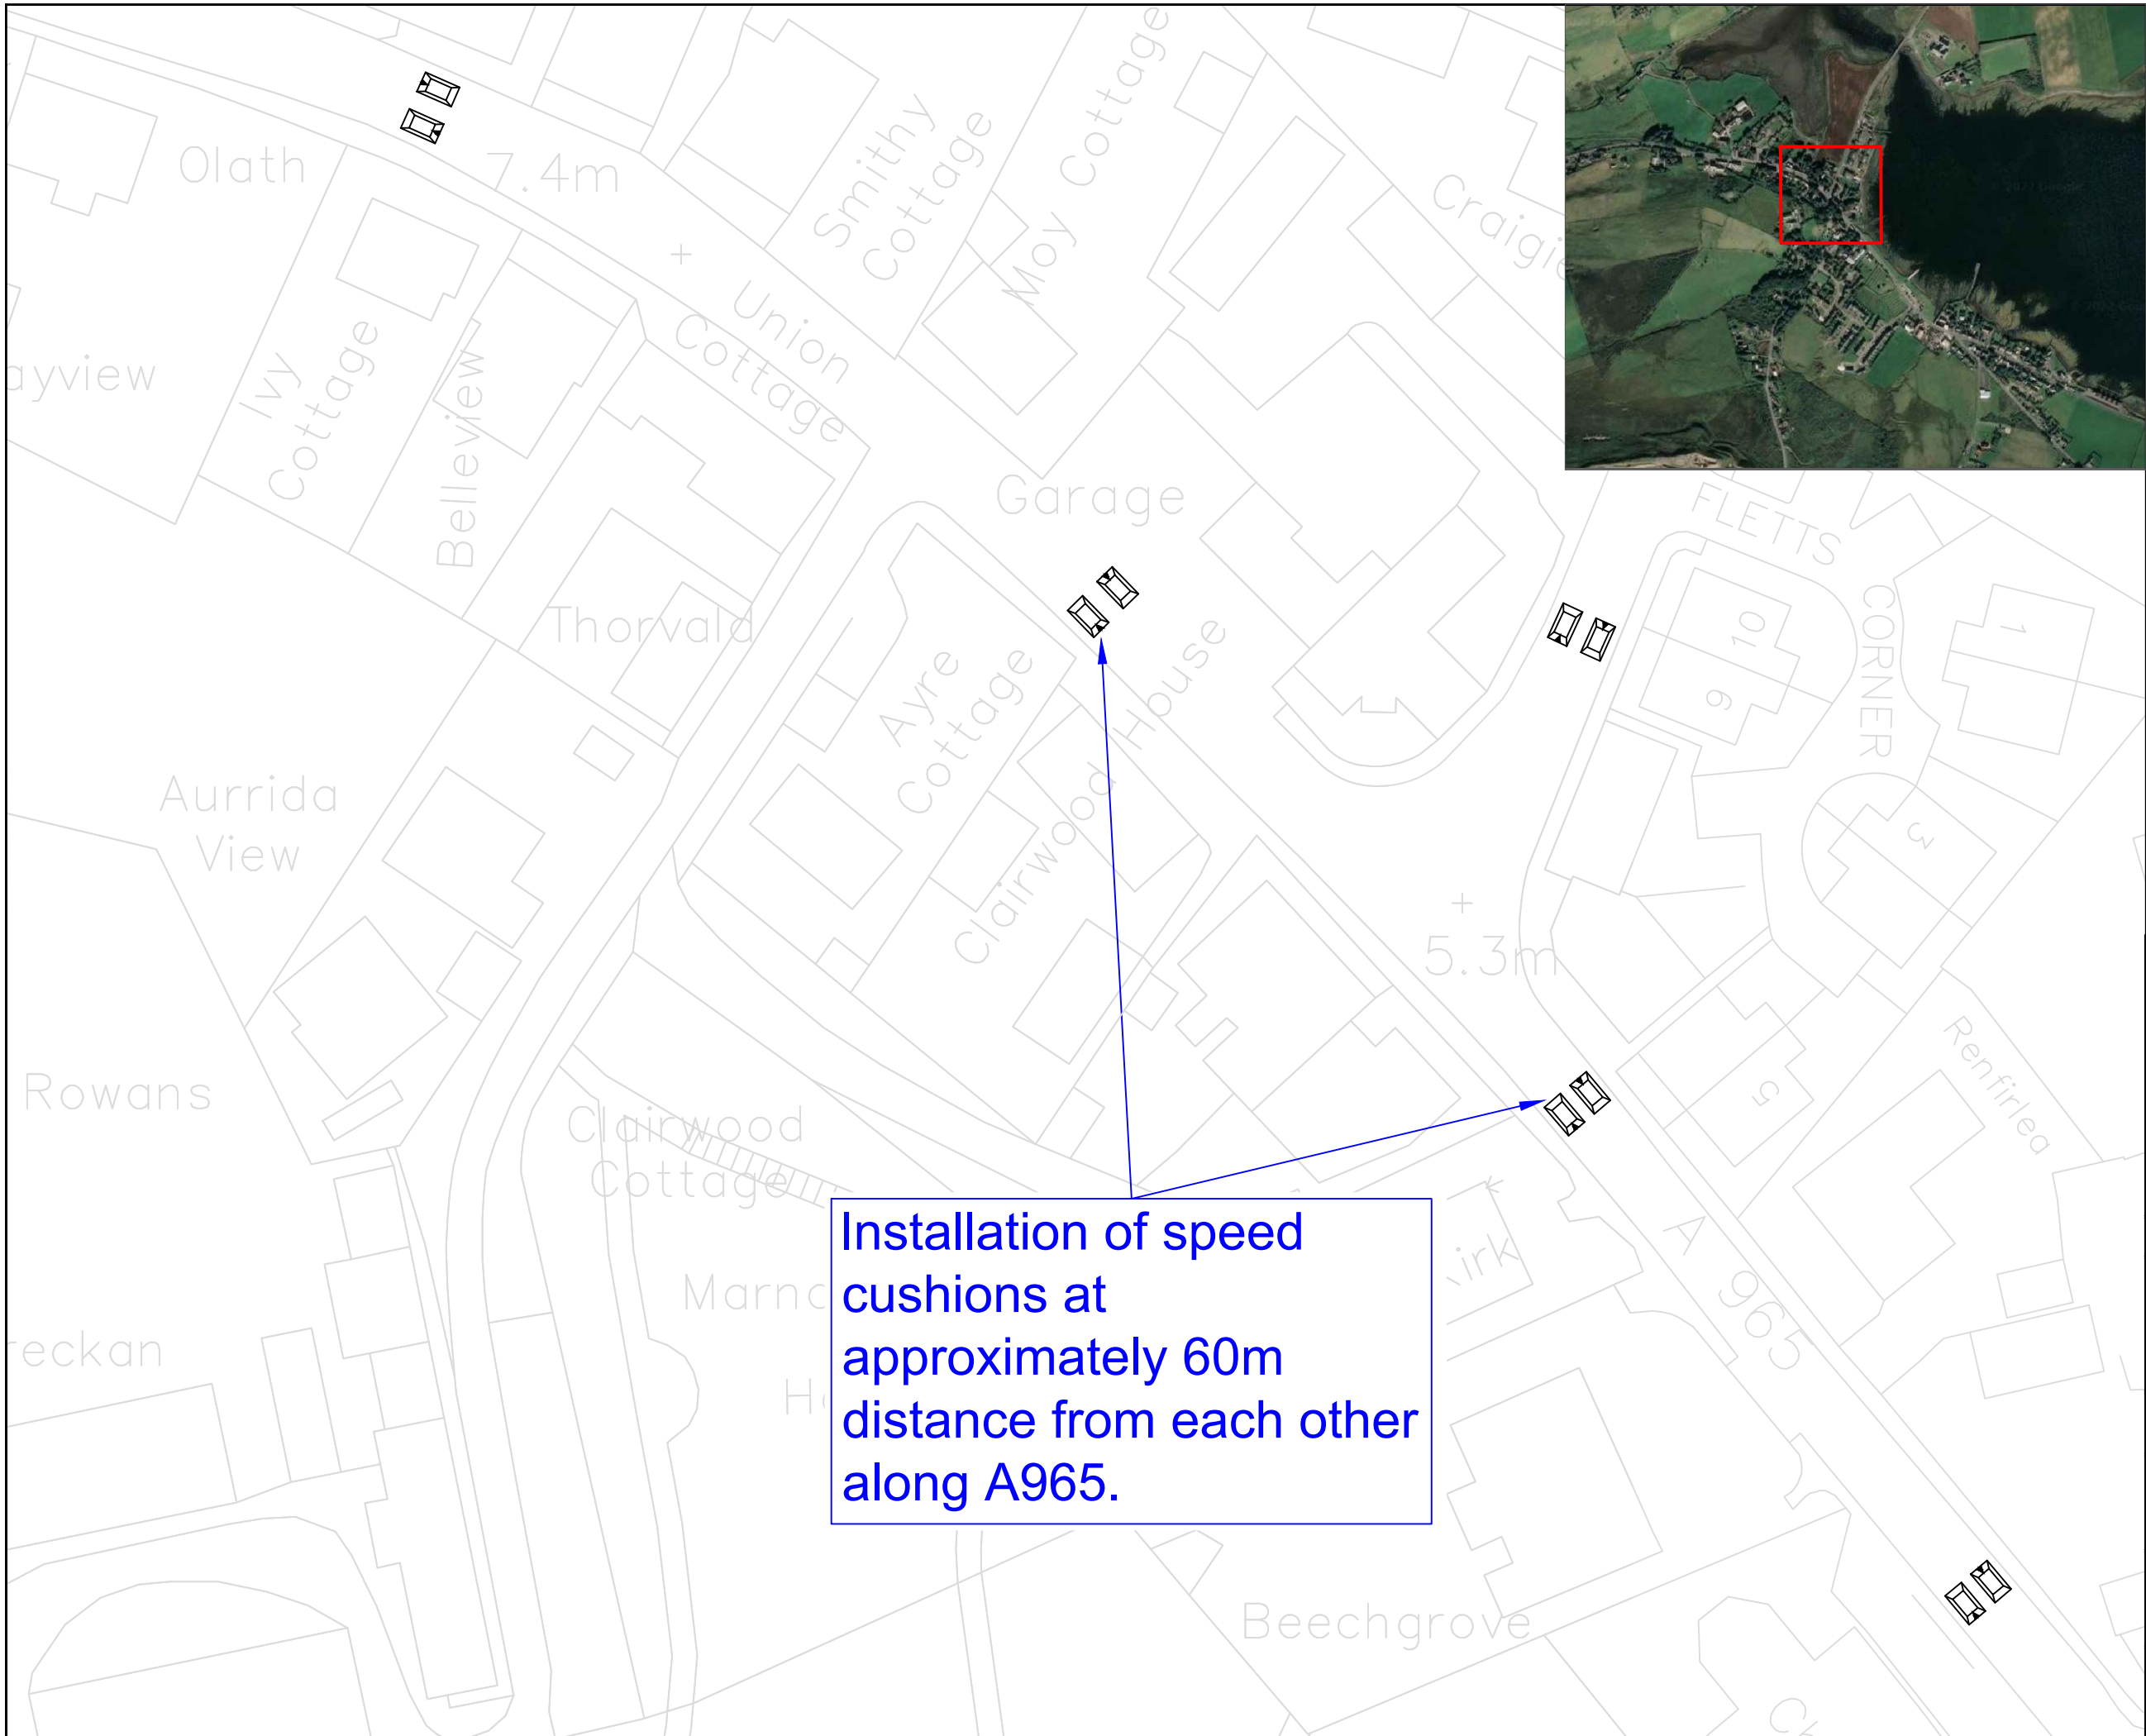 Olath
7.4m
Smithy
Cottage
Moy Cottage
Union
Cottage
ayview
Ivy
Cottage
Belleview
Garage
FLETTS
CORNER
10
9
1
3
5
Thorvald
Ayre
Cottage
Clairwood House
Aurrida
View
5.3m
Rowans
Renfirlea
Clairwood
Cottage
Installation of speed
cushions at
approximately 60m
distance from each other
along A965.
A 965
Beechgrove